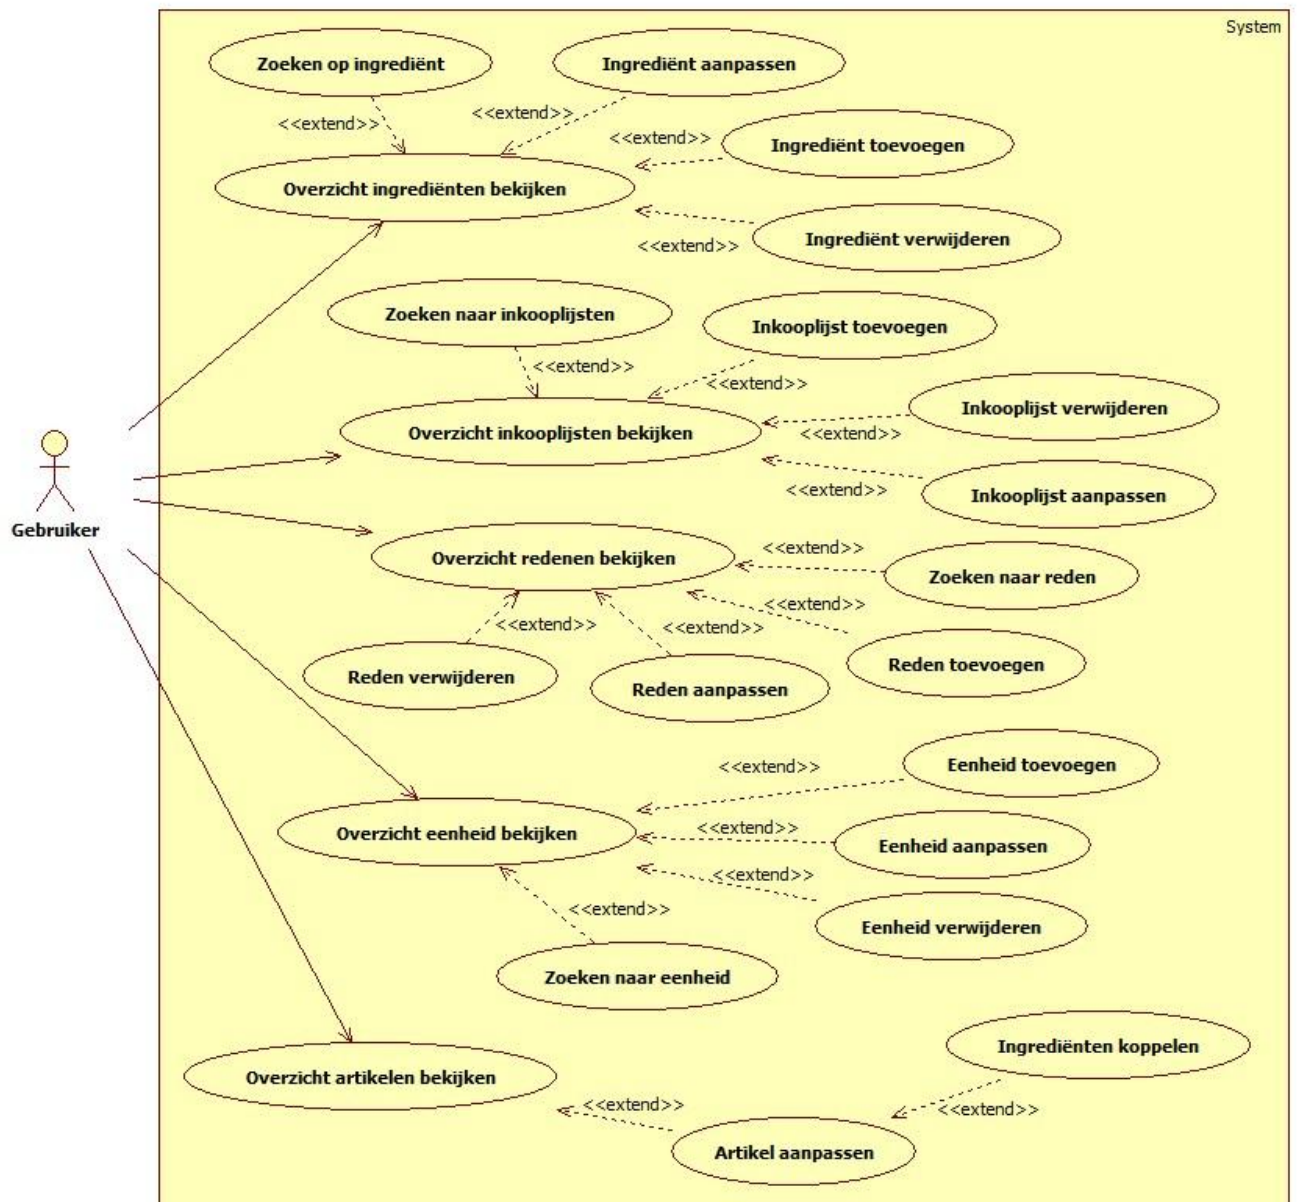 System
Zoeken op ingrediënt
Ingrediënt aanpassen
<<extend>>
<<extend>>
<<extend>>
Ingrediënt toevoegen
Overzicht ingrediënten bekijken
Ingrediënt verwijderen
<<extend>>
Zoeken naar inkooplijsten
Inkooplijst toevoegen
<<extend>>
<<extend>>
Inkooplijst verwijderen
Overzicht inkooplijsten bekijken
<<extend>>
<<extend>>
Inkooplijst aanpassen
Gebruiker
Overzicht redenen bekijken
<<extend>>
Zoeken naar reden
<<extend>>
<<extend>>
<<extend>>
Reden verwijderen
Reden aanpassen
Reden toevoegen
<<extend>>
Eenheid toevoegen
Overzicht eenheid bekijken
<<extend>>
Eenheid aanpassen
<<extend>>
<<extend>>
Eenheid verwijderen
Zoeken naar eenheid
Ingrediënten koppelen
Overzicht artikelen bekijken
<<extend>>
<<extend>>
Artikel aanpassen